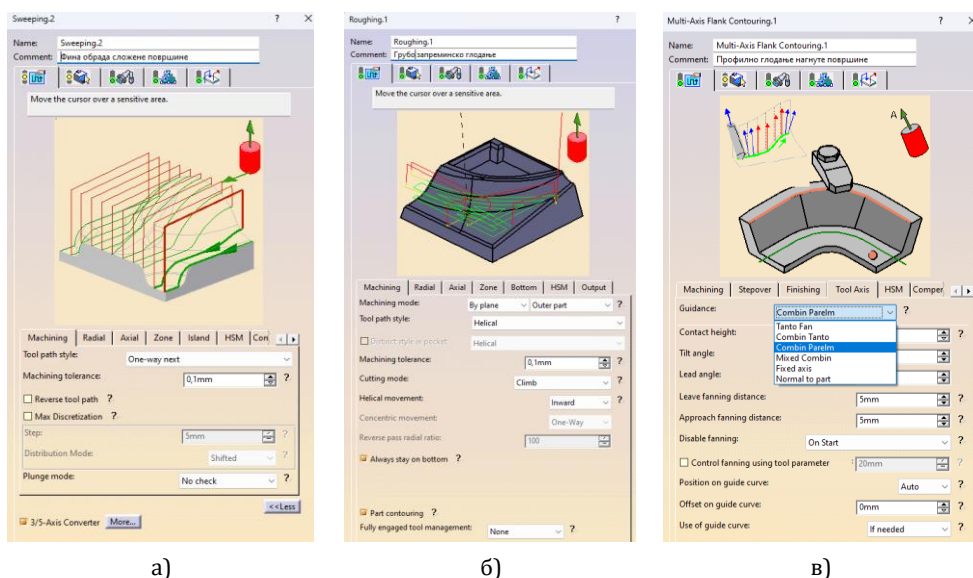 Sweeping.2 ? X
Name: Sweeping.2
Comment: Фина обрада сложене површине
Move the cursor over a sensitive area.
Machining Radial Axial Zone Island HSM Con
Tool path style: One-way next
Machining tolerance: 0,1mm ?
Reverse tool path ?
Max Discretization ?
Step: 5mm ?
Distribution Mode: Shifted ?
Plunge mode: No check ?
<<Less
3/5-Axis Converter More...
а)
Roughing.1 ?
Name: Roughing.1
Comment: Грубо запреминско глодање
Move the cursor over a sensitive area.
Machining Radial Axial Zone Bottom HSM Output
Machining mode: By plane Outer part ?
Tool path style: Helical
Distinct style in pocket Helical
Machining tolerance: 0,1mm ?
Cutting mode: Climb ?
Helical movement: Inward ?
Concentric movement: One-Way ?
Reverse pass radial ratio: 100 ?
Always stay on bottom ?
Part contouring ?
Fully engaged tool management: None ?
б)
Multi-Axis Flank Contouring.1 ? X
Name: Multi-Axis Flank Contouring.1
Comment: Профилно глодање нагнуте површине
A
Machining Stepover Finishing Tool Axis HSM Comper
Guidance: Combin Parelm ?
Tanto Fan
Combin Tanto
Combin Parelm
Mixed Combin
Fixed axis
Normal to part
Contact height: ?
Tilt angle: ?
Lead angle: ?
Leave fanning distance: 5mm ?
Approach fanning distance: 5mm ?
Disable fanning: On Start ?
Control fanning using tool parameter : 20mm ?
Position on guide curve: Auto ?
Offset on guide curve: 0mm ?
Use of guide curve: If needed ?
в)